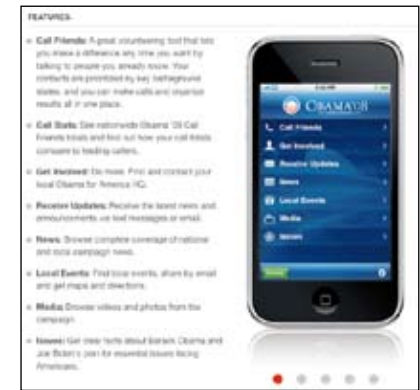 FEATURES:
Call Friends: A great volunteering tool that lets
you make a difference any time you want by
talking to people you already know. Your
contacts are prioritized by key battleground
states, and you can make calls and organize
results all in one place.
Call Stats: See nationwide Obama '08 Call
Friends totals and find out how your call totals
compare to leading callers.
Get Involved: Do more. Find and contact your
local Obama for America HQ.
Receive Updates: Receive the latest news and
announcements via text messages or email.
News: Browse complete coverage of national
and local campaign news.
Local Events: Find local events, share by email
and get maps and directions.
Media: Browse videos and photos from the
campaign.
Issues: Get clear facts about Barack Obama and
Joe Biden's plan for essential issues facing
Americans.
OBAMA'08
Call Friends
Get Involved
Receive Updates
News
Local Events
Media
Issues